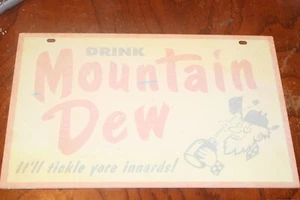 DRINK
Mountain
Dew
It'll tickle yore innards!